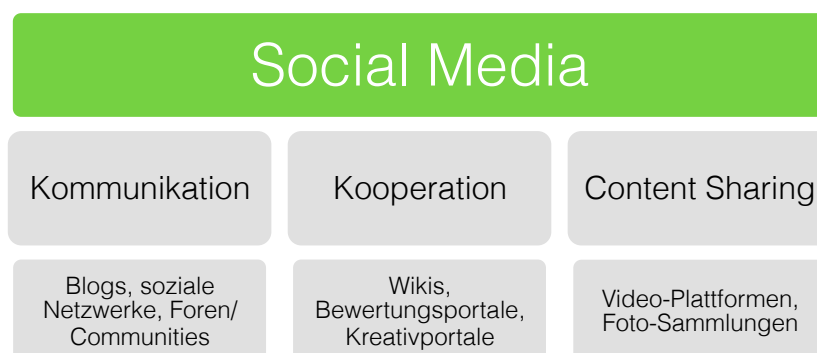 Social Media
Kommunikation
Kooperation
Content Sharing
Blogs, soziale
Netzwerke, Foren/
Communities
Wikis,
Bewertungsportale,
Kreativportale
Video-Plattformen,
Foto-Sammlungen